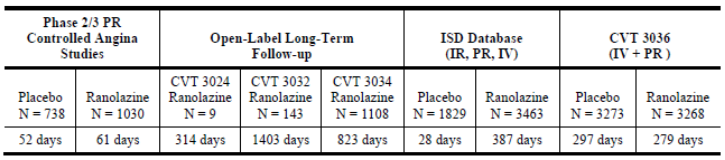 Phase 2/3 PR Controlled Angina Studies Open-Label Long-Term Follow-up ISD Database (IR, PR, IV) CVT 3036 (IV + PR )
Placebo N = 738 Ranolazine N = 1030 CVT 3024 Ranolazine N = 9 CVT 3032 Ranolazine N = 143 CVT 3034 Ranolazine N = 1108 Placebo N = 1829 Ranolazine N = 3463 Placebo N = 3273 Ranolazine N = 3268
52 days 61 days 314 days 1403 days 823 days 28 days 387 days 297 days 279 days